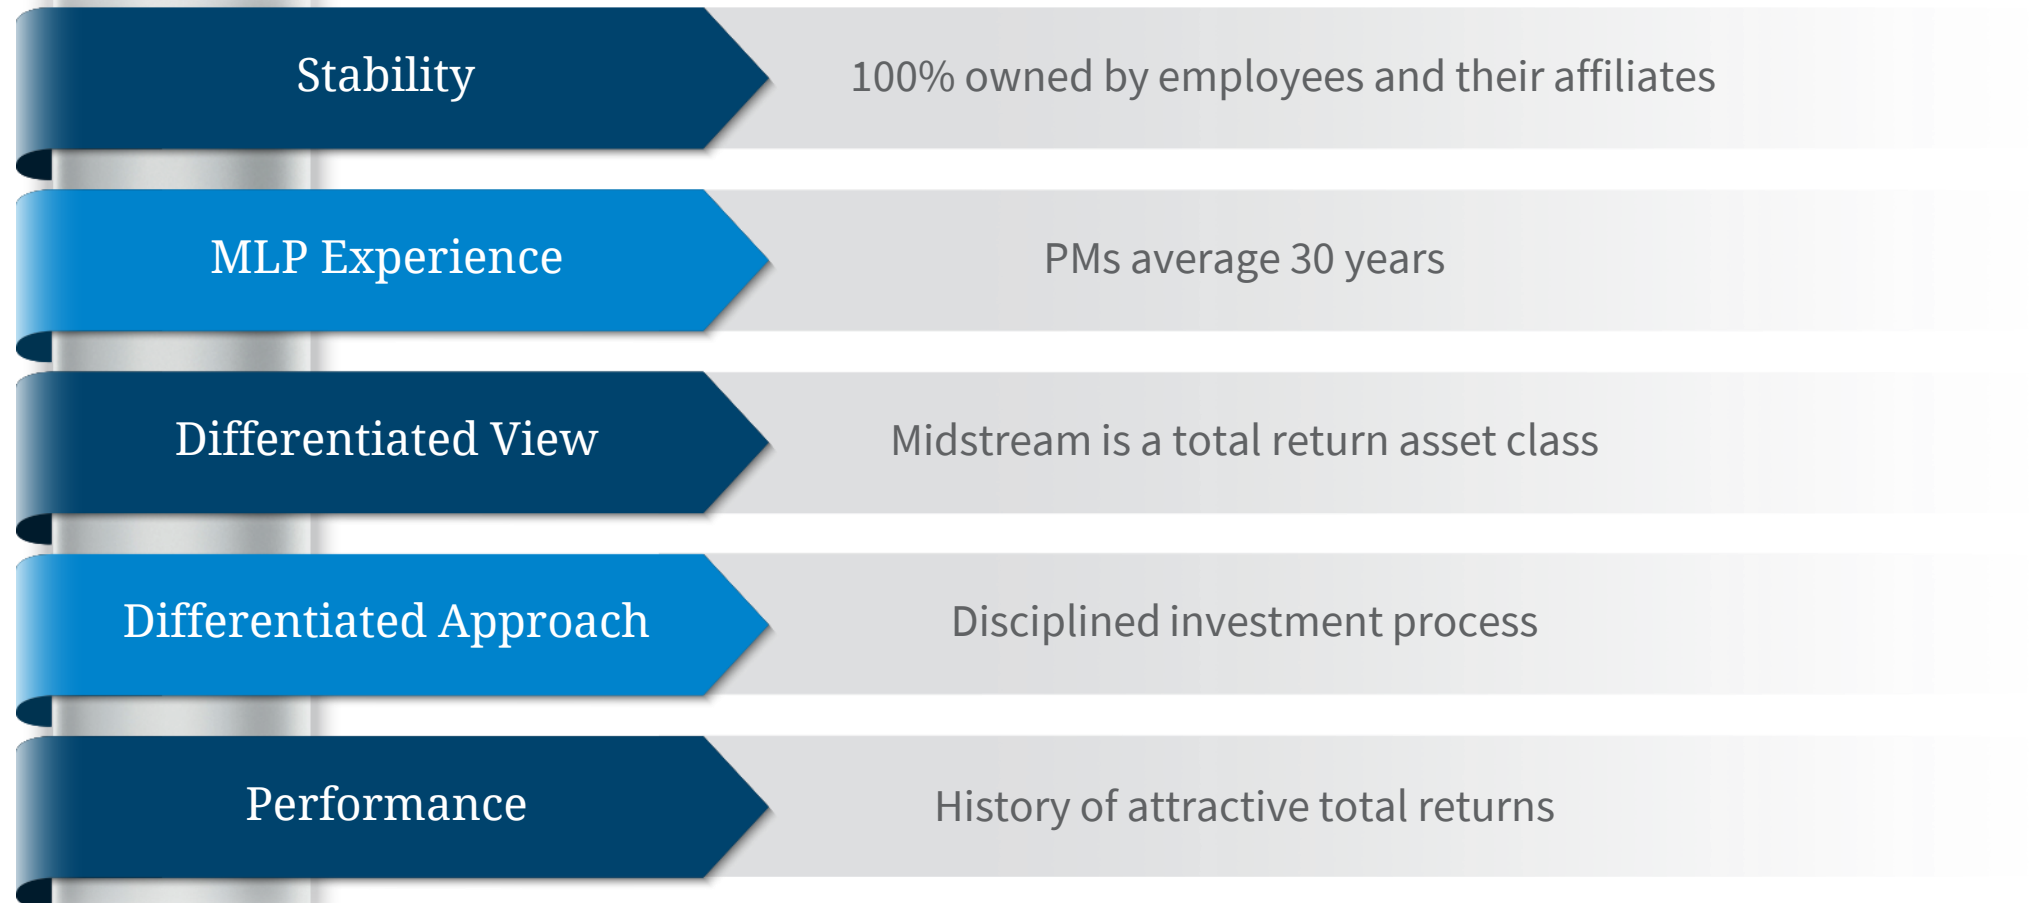 Stability
100% owned by employees and their affiliates
MLP Experience
PMs average 30 years
Differentiated View
Midstream is a total return asset class
Differentiated Approach
Disciplined investment process
Performance
History of attractive total returns